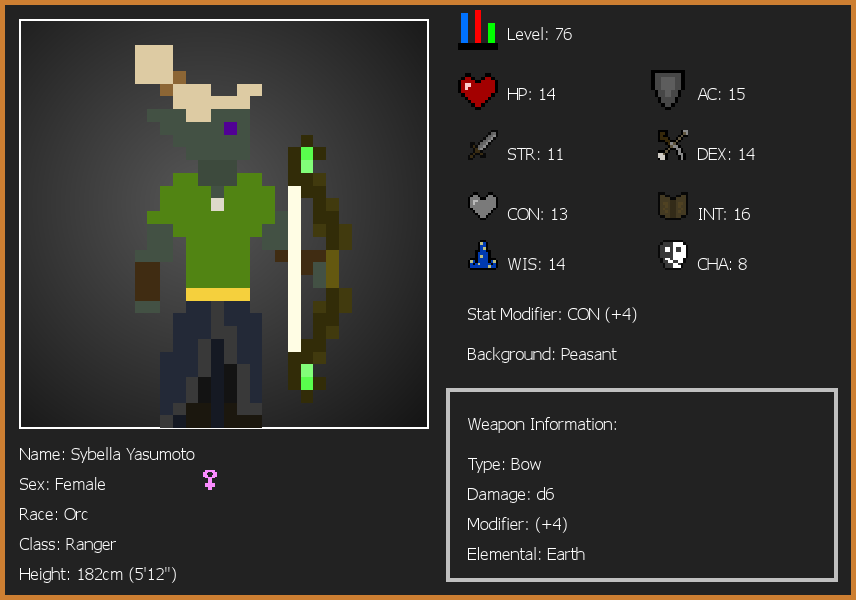 Level: 76
HP: 14
AC: 15
STR: 11
DEX: 14
CON: 13
INT: 16
WIS: 14
CHA: 8
Stat Modifier: CON (+4)
Background: Peasant
Weapon Information:
Type: Bow
Damage: d6
Modifier: (+4)
Elemental: Earth
Name: Sybella Yasumoto
Sex: Female
Race: Orc
Class: Ranger
Height: 182cm (5'12")